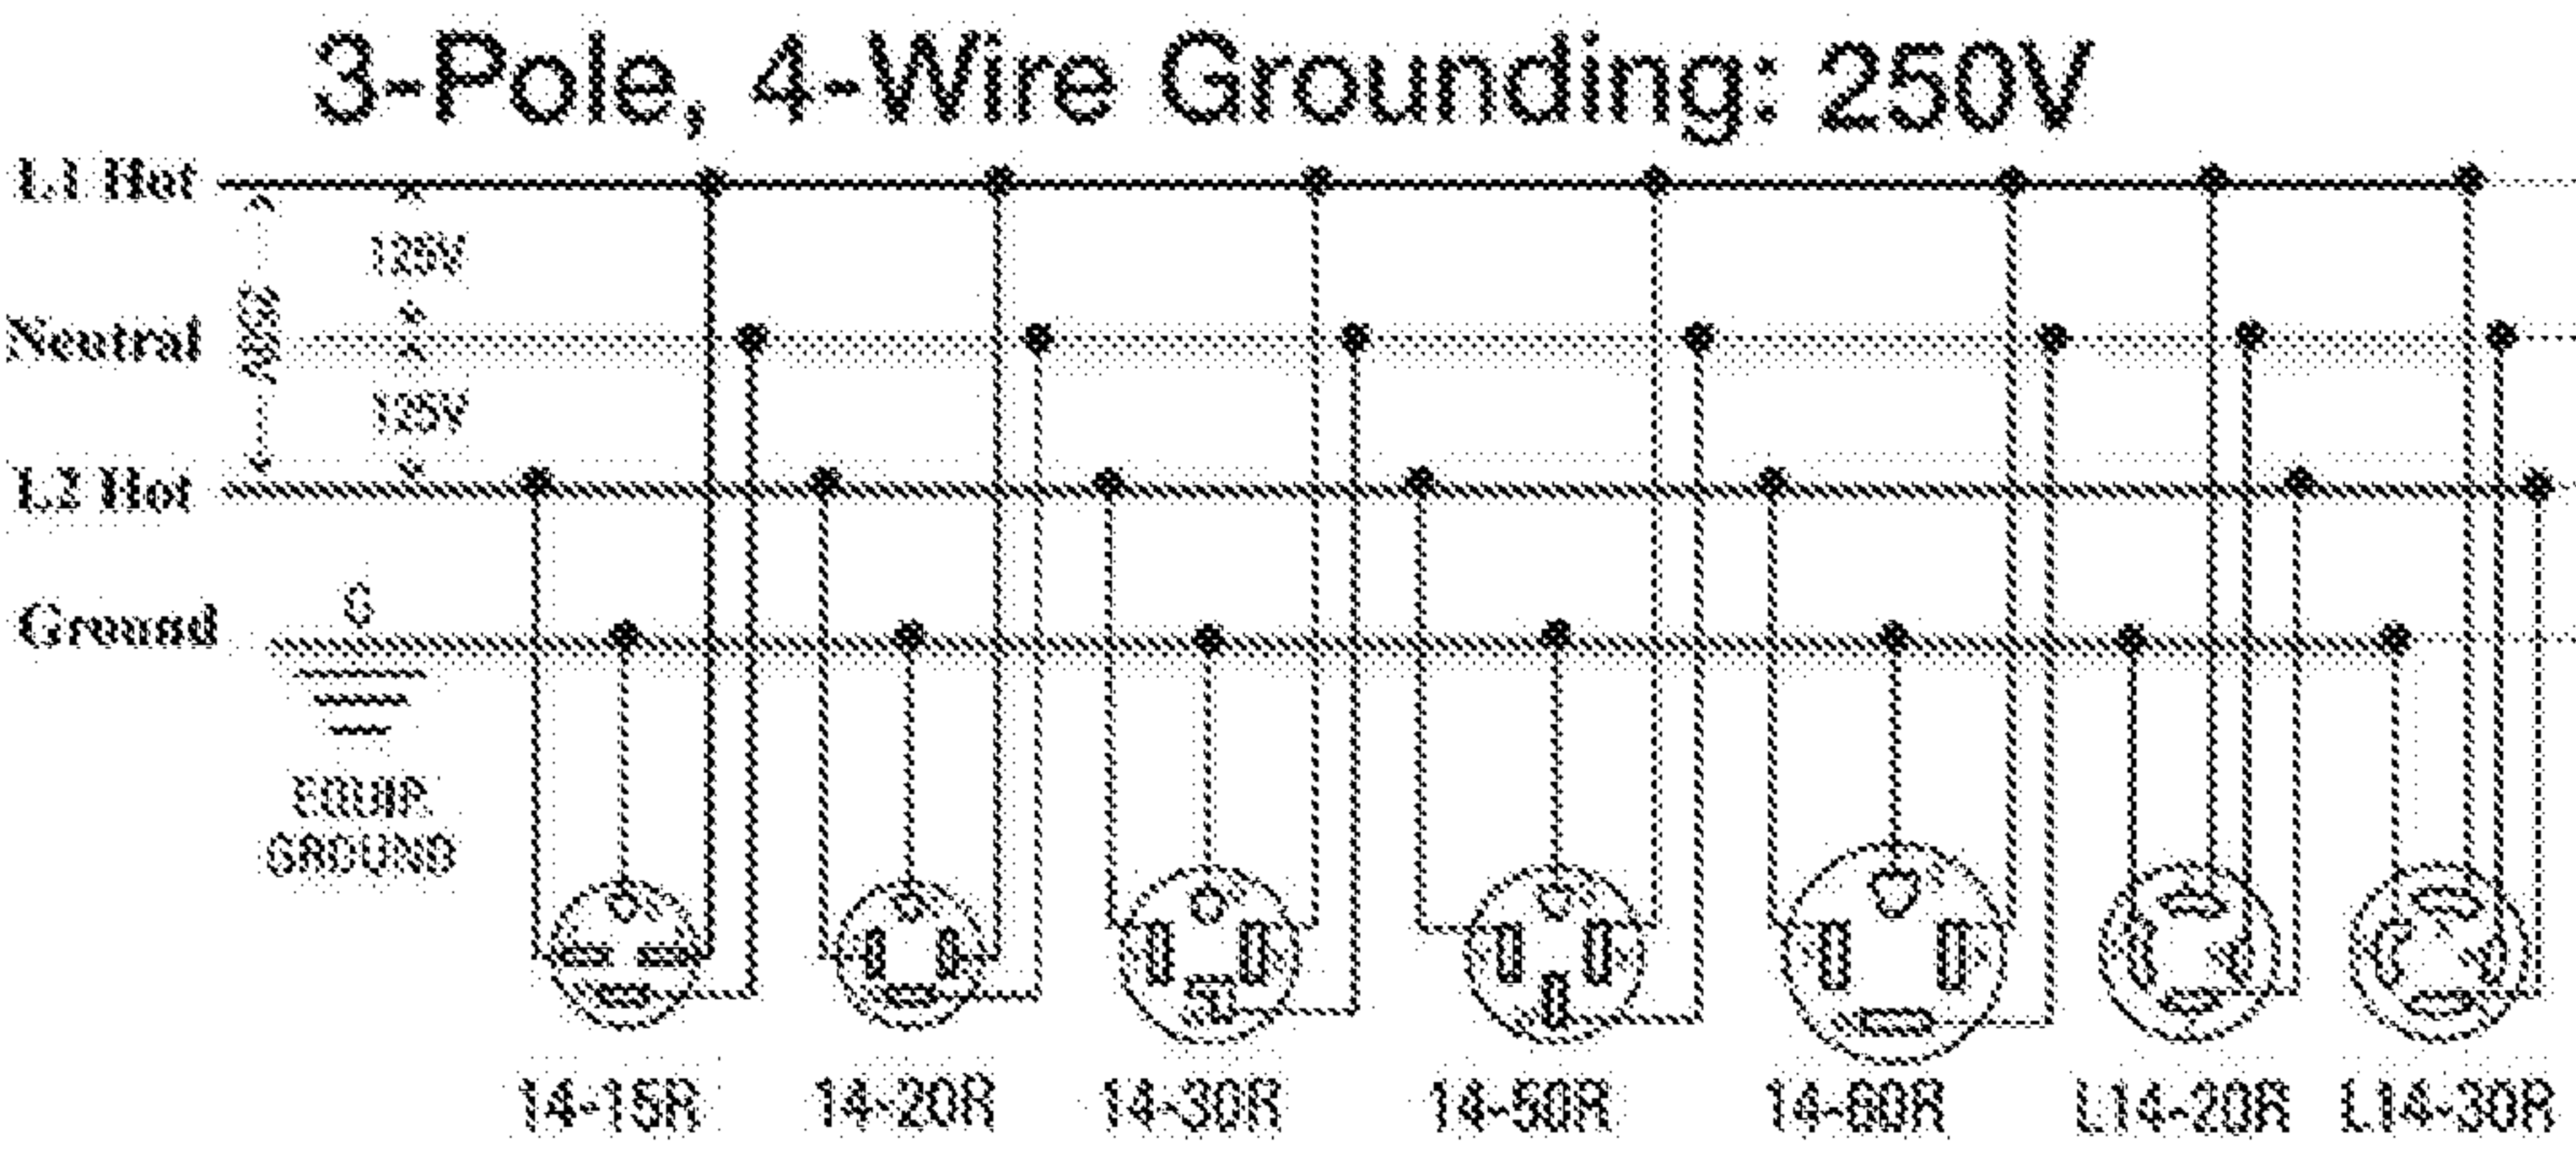 3-Pole, 4-Wire Grounding: 250V
L1 Hot
125V
Neutral
250V
125V
L2 Hot
G
Ground
EQUIP.
GROUND
14-15R 14-20R 14-30R 14-50R 14-60R L14-20R L14-30R